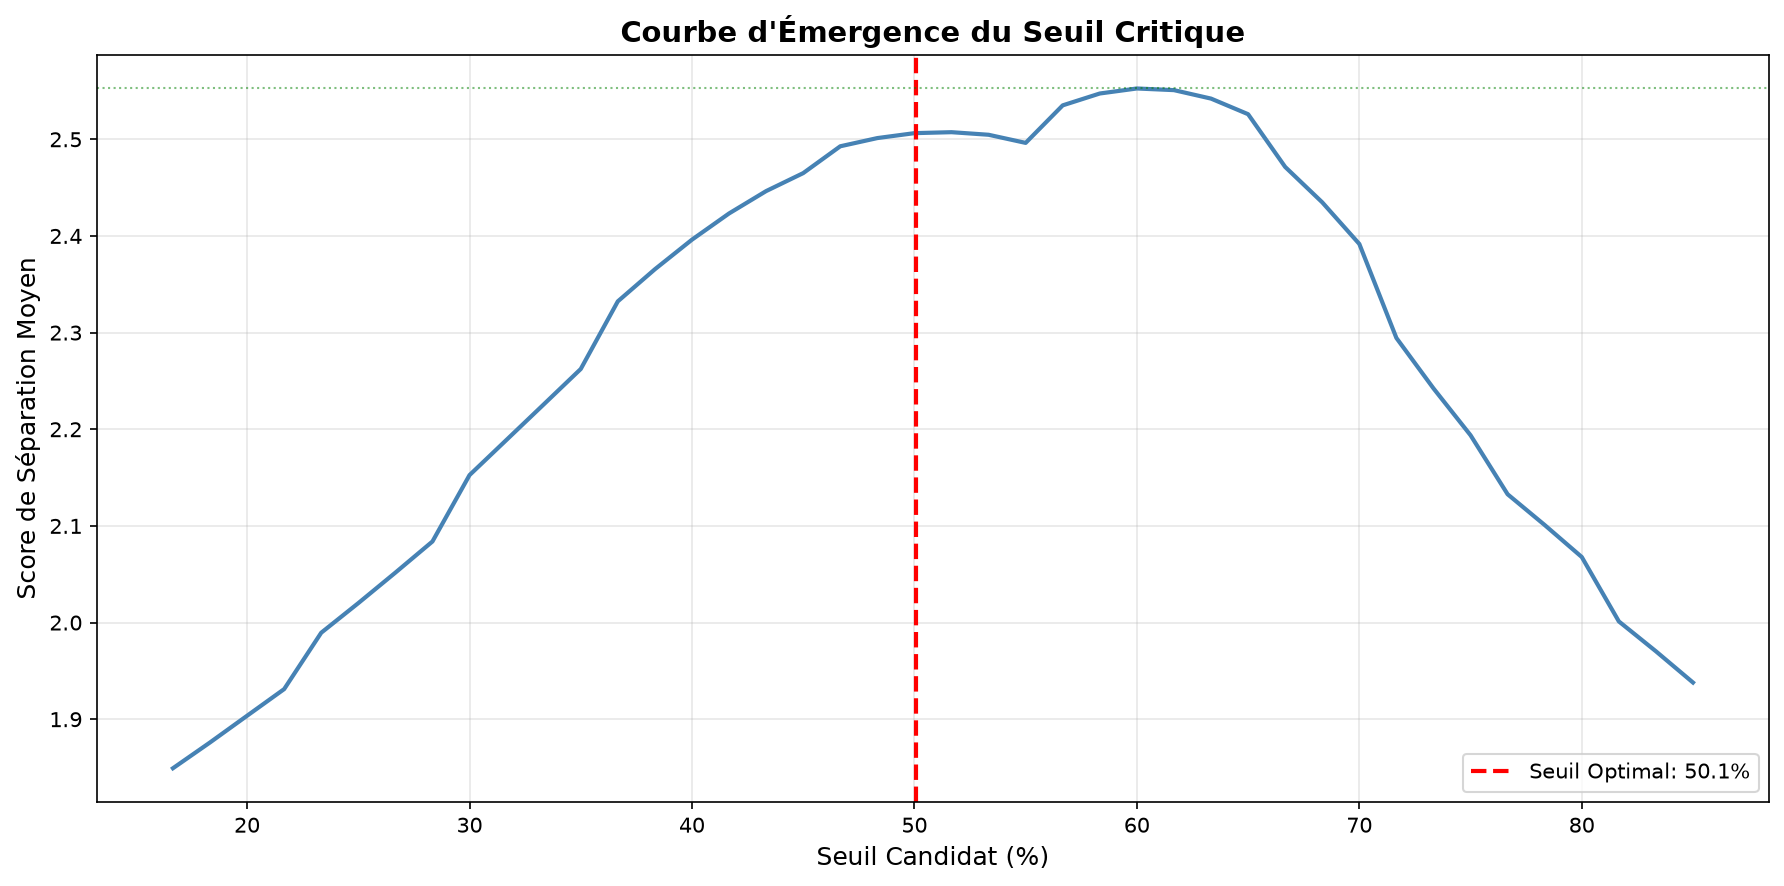 Courbe d'Émergence du Seuil Critique
Score de Séparation Moyen
2.5
2.4
2.3
2.2
2.1
2.0
1.9
Seuil Optimal: 50.1%
20 30 40 50 60 70 80
Seuil Candidat (%)